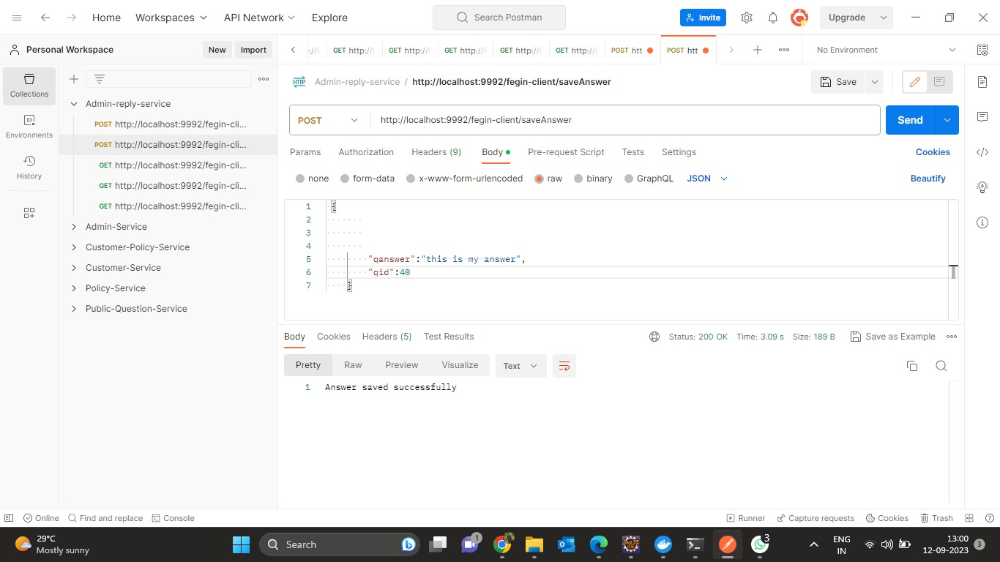 Home Workspaces API Network Explore Search Postman Invite Upgrade
Personal Workspace New Import
GET http://l GET http://l GET http://l GET http://l GET http://l POST htt POST htt No Environment
Collections
Environments
History
Admin-reply-service
POST http://localhost:9992/fegin-cli...
POST http://localhost:9992/fegin-cli...
GET http://localhost:9992/fegin-cli...
GET http://localhost:9992/fegin-cli...
GET http://localhost:9992/fegin-cli...
Admin-Service
Customer-Policy-Service
Customer-Service
Policy-Service
Public-Question-Service
HTTP Admin-reply-service / http://localhost:9992/fegin-client/saveAnswer Save
POST http://localhost:9992/fegin-client/saveAnswer Send
Params Authorization Headers (9) Body Pre-request Script Tests Settings Cookies
none form-data x-www-form-urlencoded raw binary GraphQL JSON Beautify
1 {
2
3
4
5 "qanswer":"this is my answer",
6 "qid":40
7 }
Body Cookies Headers (5) Test Results Status: 200 OK Time: 3.09 s Size: 189 B Save as Example
Pretty Raw Preview Visualize Text
1 Answer saved successfully
Online Find and replace Console Runner Capture requests Cookies Trash
29°C
Mostly sunny
Search
1
Java EE
IDE
3
ENG
IN
13:00
12-09-2023
3